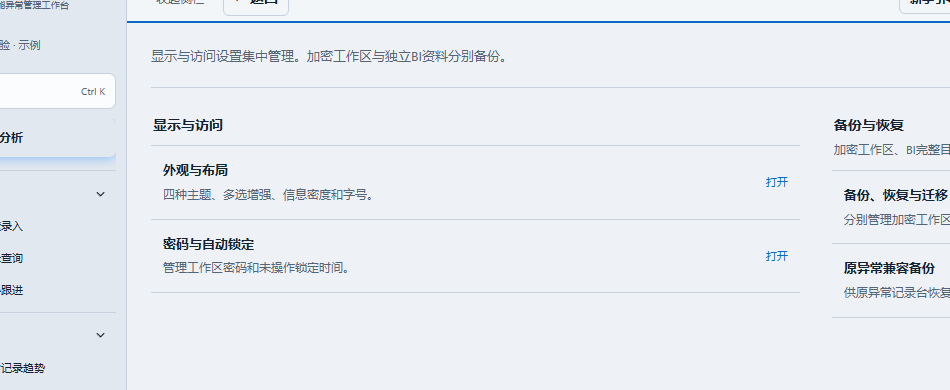 异常管理工作台
返回
验 · 示例
Ctrl K
分析
录入
查询
跟进
记录趋势
显示与访问设置集中管理。加密工作区与独立BI资料分别备份。
显示与访问
外观与布局
四种主题、多选增强、信息密度和字号。
打开
密码与自动锁定
管理工作区密码和未操作锁定时间。
打开
备份与恢复
加密工作区、BI完整目
备份、恢复与迁移
分别管理加密工作区
原异常兼容备份
供原异常记录台恢复